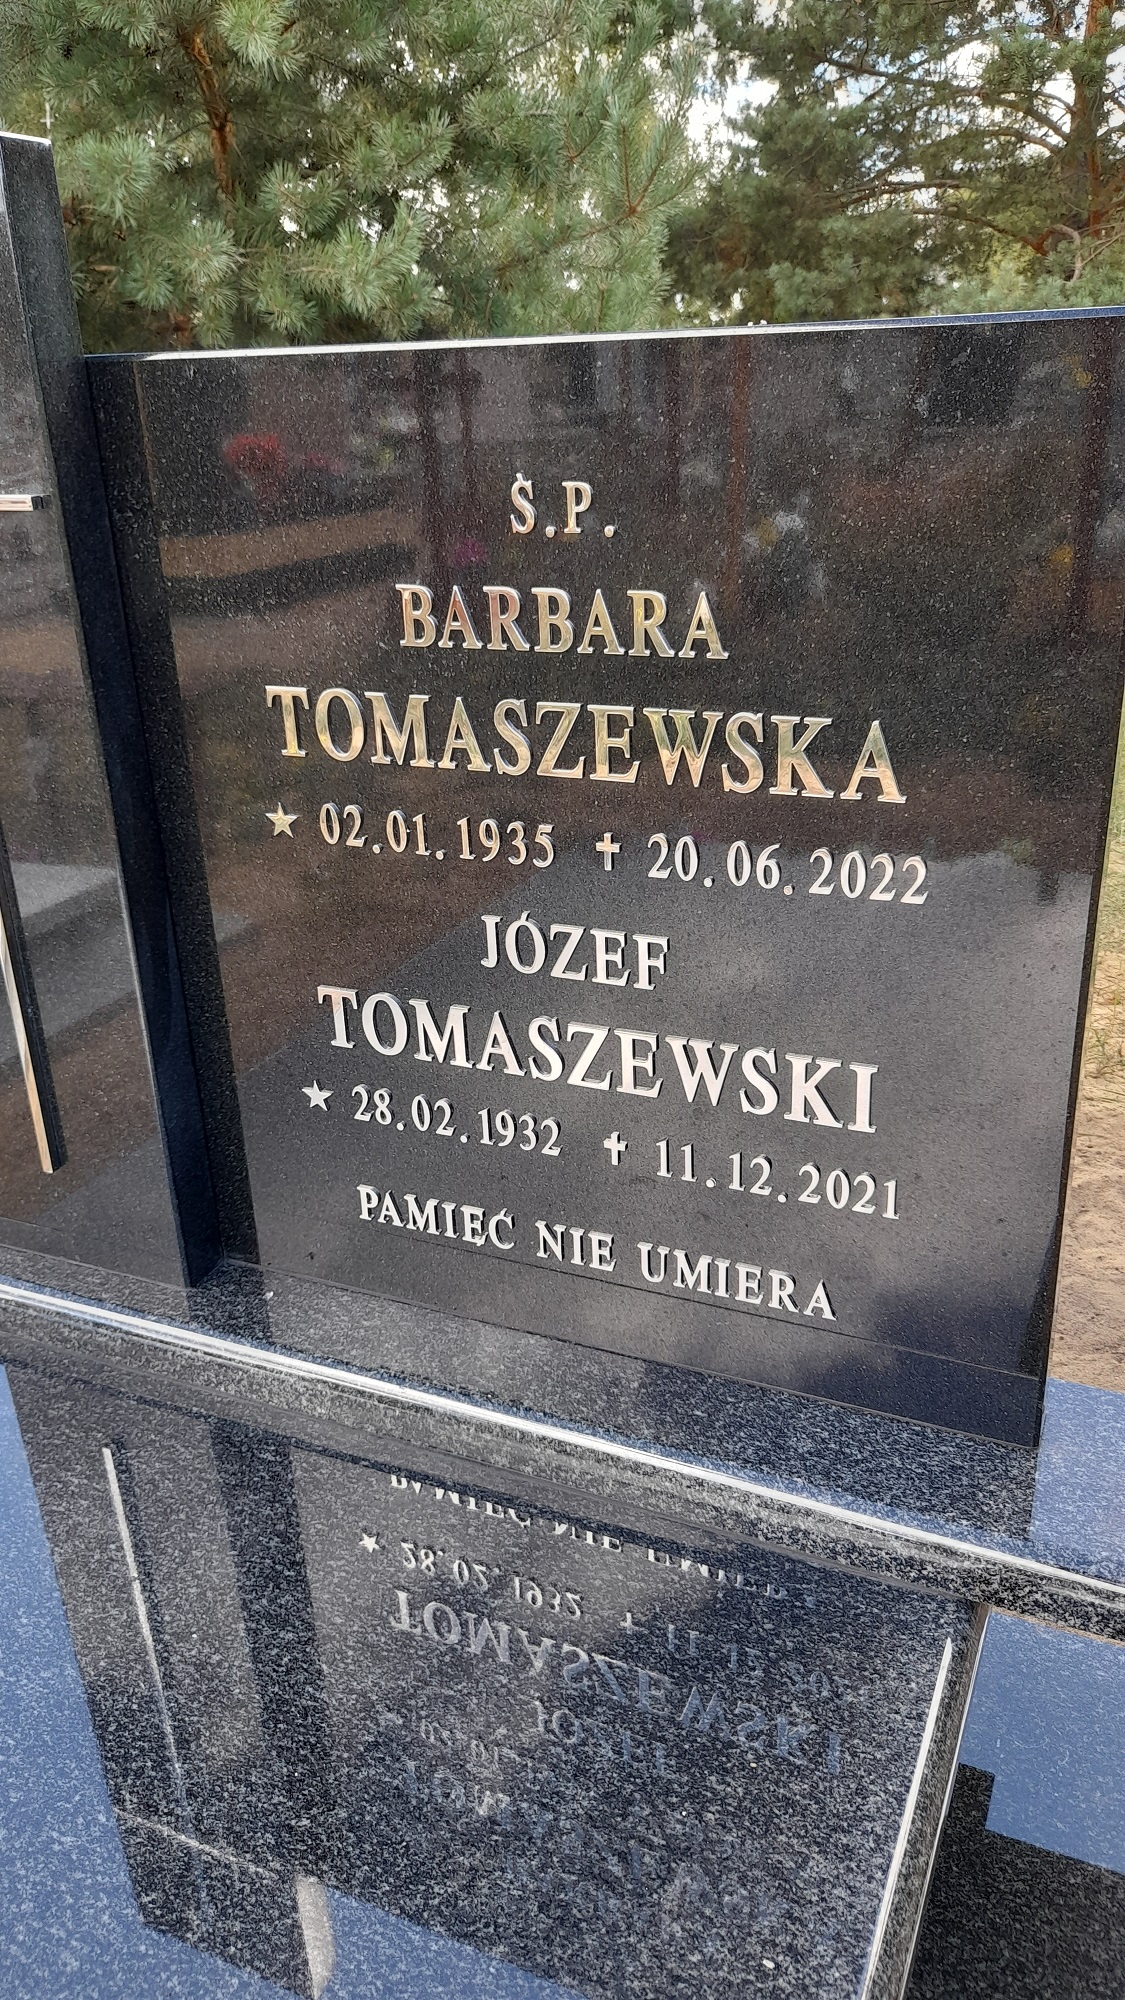 Ś.P.
BARBARA
TOMASZEWSKA
★ 02.01.1935 ✝ 20.06.2022
JÓZEF
TOMASZEWSKI
★ 28.02.1932 ✝ 11.12.2021
PAMIĘĆ NIE UMIERA